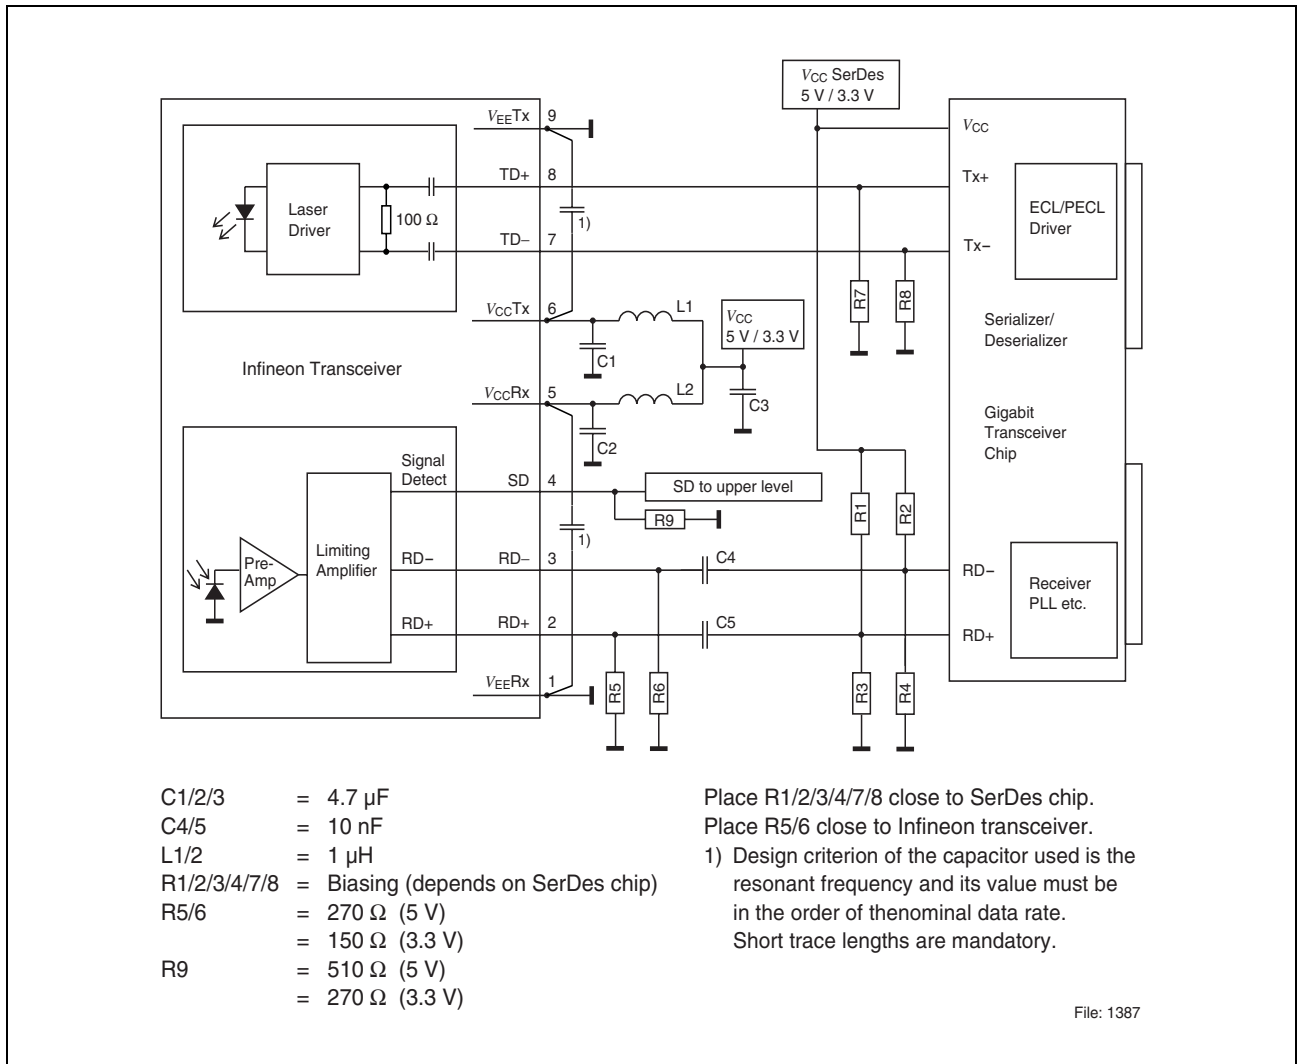 VCC SerDes
5 V / 3.3 V
VEETx 9
VCC
TD+ 8
Tx+
Laser
Driver
100 Ω
ECL/PECL
Driver
1)
TD− 7
Tx−
R7
R8
VCCTx 6
L1
VCC
5 V / 3.3 V
Serializer/
Deserializer
C1
Infineon Transceiver
VCCRx 5
L2
C3
Gigabit
Transceiver
Chip
C2
Signal
Detect
SD 4
SD to upper level
R9
R1
R2
1)
Pre-
Amp
Limiting
Amplifier
RD−
RD− 3
C4
RD−
Receiver
PLL etc.
RD+
RD+ 2
C5
RD+
VEERx 1
R5
R6
R3
R4
C1/2/3 = 4.7 µF
C4/5 = 10 nF
L1/2 = 1 µH
R1/2/3/4/7/8 = Biasing (depends on SerDes chip)
R5/6 = 270 Ω (5 V)
= 150 Ω (3.3 V)
R9 = 510 Ω (5 V)
= 270 Ω (3.3 V)
Place R1/2/3/4/7/8 close to SerDes chip.
Place R5/6 close to Infineon transceiver.
1) Design criterion of the capacitor used is the
resonant frequency and its value must be
in the order of thenominal data rate.
Short trace lengths are mandatory.
File: 1387